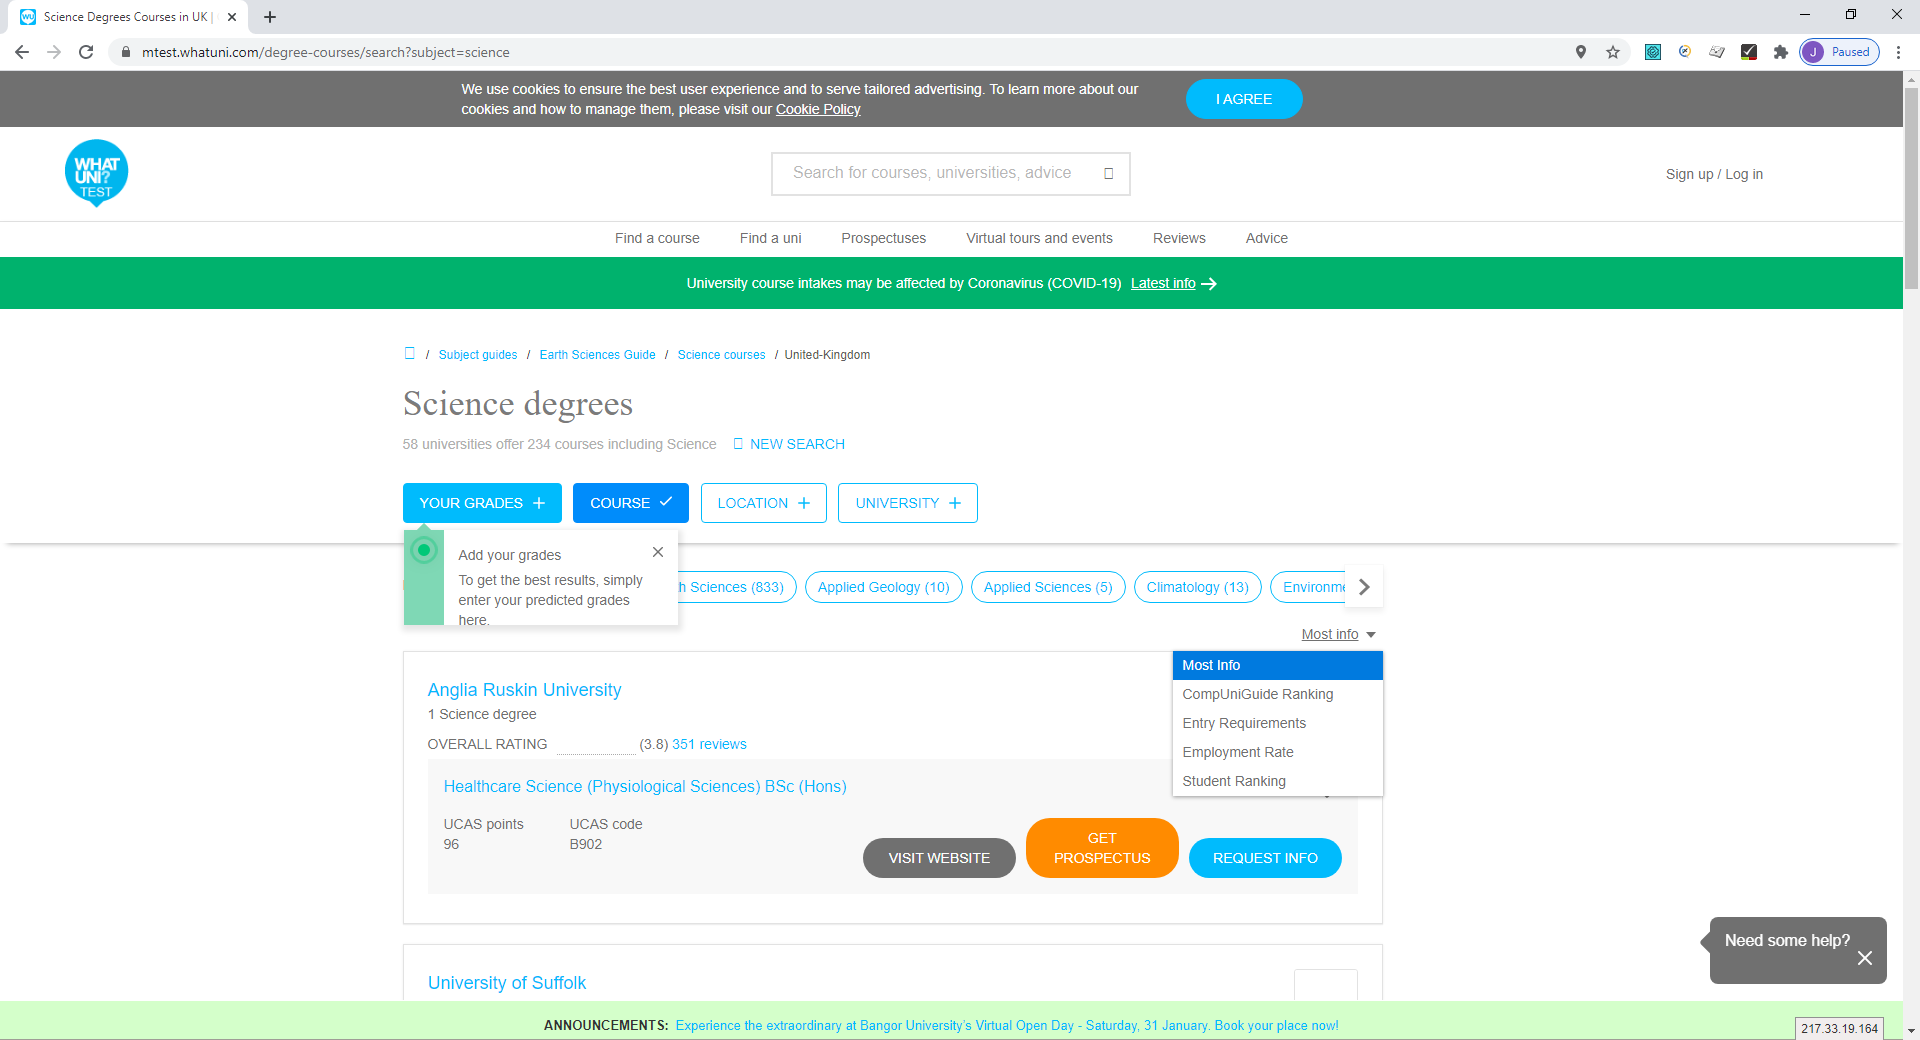 Science Degrees Courses in UK |
mtest.whatuni.com/degree-courses/search?subject=science
J Paused
We use cookies to ensure the best user experience and to serve tailored advertising. To learn more about our
cookies and how to manage them, please visit our Cookie Policy
I AGREE
WHAT
UNI?
TEST
Search for courses, universities, advice
Sign up / Log in
Find a course Find a uni Prospectuses Virtual tours and events Reviews Advice
University course intakes may be affected by Coronavirus (COVID-19) Latest info
/ Subject guides / Earth Sciences Guide / Science courses / United-Kingdom
Science degrees
58 universities offer 234 courses including Science NEW SEARCH
YOUR GRADES + COURSE LOCATION + UNIVERSITY +
Add your grades
To get the best results, simply
enter your predicted grades
here.
h Sciences (833) Applied Geology (10) Applied Sciences (5) Climatology (13) Environme
Most info
Most Info
CompUniGuide Ranking
Entry Requirements
Employment Rate
Student Ranking
Anglia Ruskin University
1 Science degree
OVERALL RATING (3.8) 351 reviews
Healthcare Science (Physiological Sciences) BSc (Hons)
UCAS points UCAS code
96 B902
VISIT WEBSITE
GET
PROSPECTUS
REQUEST INFO
University of Suffolk
Need some help?
ANNOUNCEMENTS: Experience the extraordinary at Bangor University's Virtual Open Day - Saturday, 31 January. Book your place now!
217.33.19.164